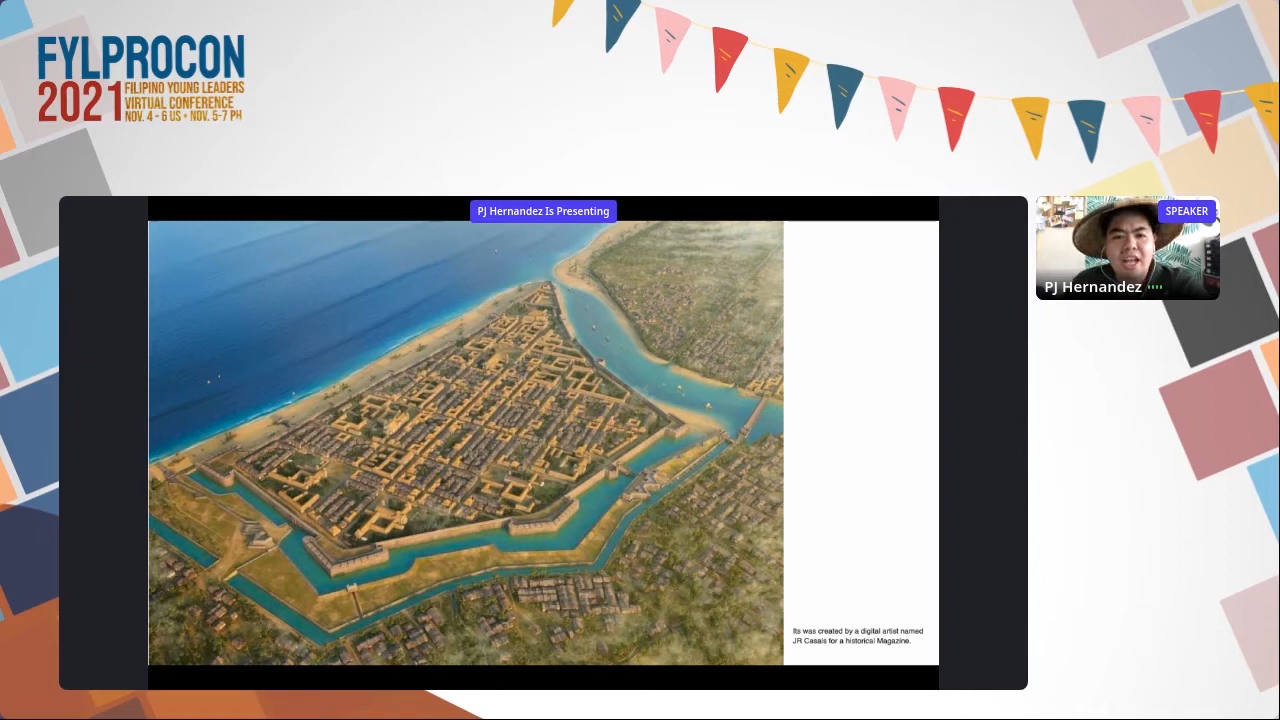 FYLPROCON
2021
FILIPINO YOUNG LEADERS
VIRTUAL CONFERENCE
NOV. 4 - 6 US • NOV. 5-7 PH
PJ Hernandez Is Presenting
SPEAKER
PJ Hernandez
Its was created by a digital artist named
JR Casals for a historical Magazine.